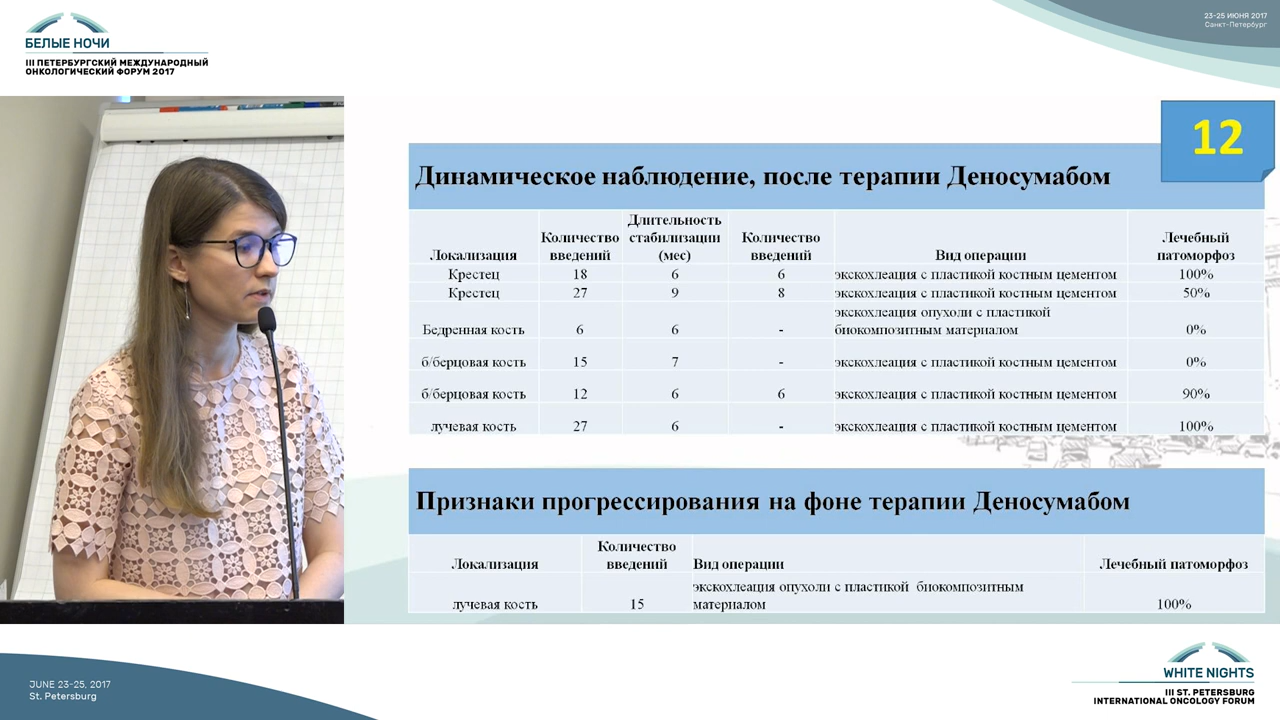 БЕЛЫЕ НОЧИ
III ПЕТЕРБУРГСКИЙ МЕЖДУНАРОДНЫЙ
ОНКОЛОГИЧЕСКИЙ ФОРУМ 2017
23-25 ИЮНЯ 2017
Санкт-Петербург
12
Динамическое наблюдение, после терапии Деносумабом
Локализация Количество введений Длительность стабилизации (мес) Количество введений Вид операции Лечебный патоморфоз
Крестец 18 6 6 экскохлеация с пластикой костным цементом 100%
Крестец 27 9 8 экскохлеация с пластикой костным цементом 50%
Бедренная кость 6 6 - экскохлеация опухоли с пластикой биокомпозитным материалом 0%
б/берцовая кость 15 7 - экскохлеация с пластикой костным цементом 0%
б/берцовая кость 12 6 6 экскохлеация с пластикой костным цементом 90%
лучевая кость 27 6 - экскохлеация с пластикой костным цементом 100%
Признаки прогрессирования на фоне терапии Деносумабом
Локализация Количество введений Вид операции Лечебный патоморфоз
лучевая кость 15 экскохлеация опухоли с пластикой биокомпозитным материалом 100%
JUNE 23-25, 2017
St. Petersburg
WHITE NIGHTS
III ST. PETERSBURG
INTERNATIONAL ONCOLOGY FORUM